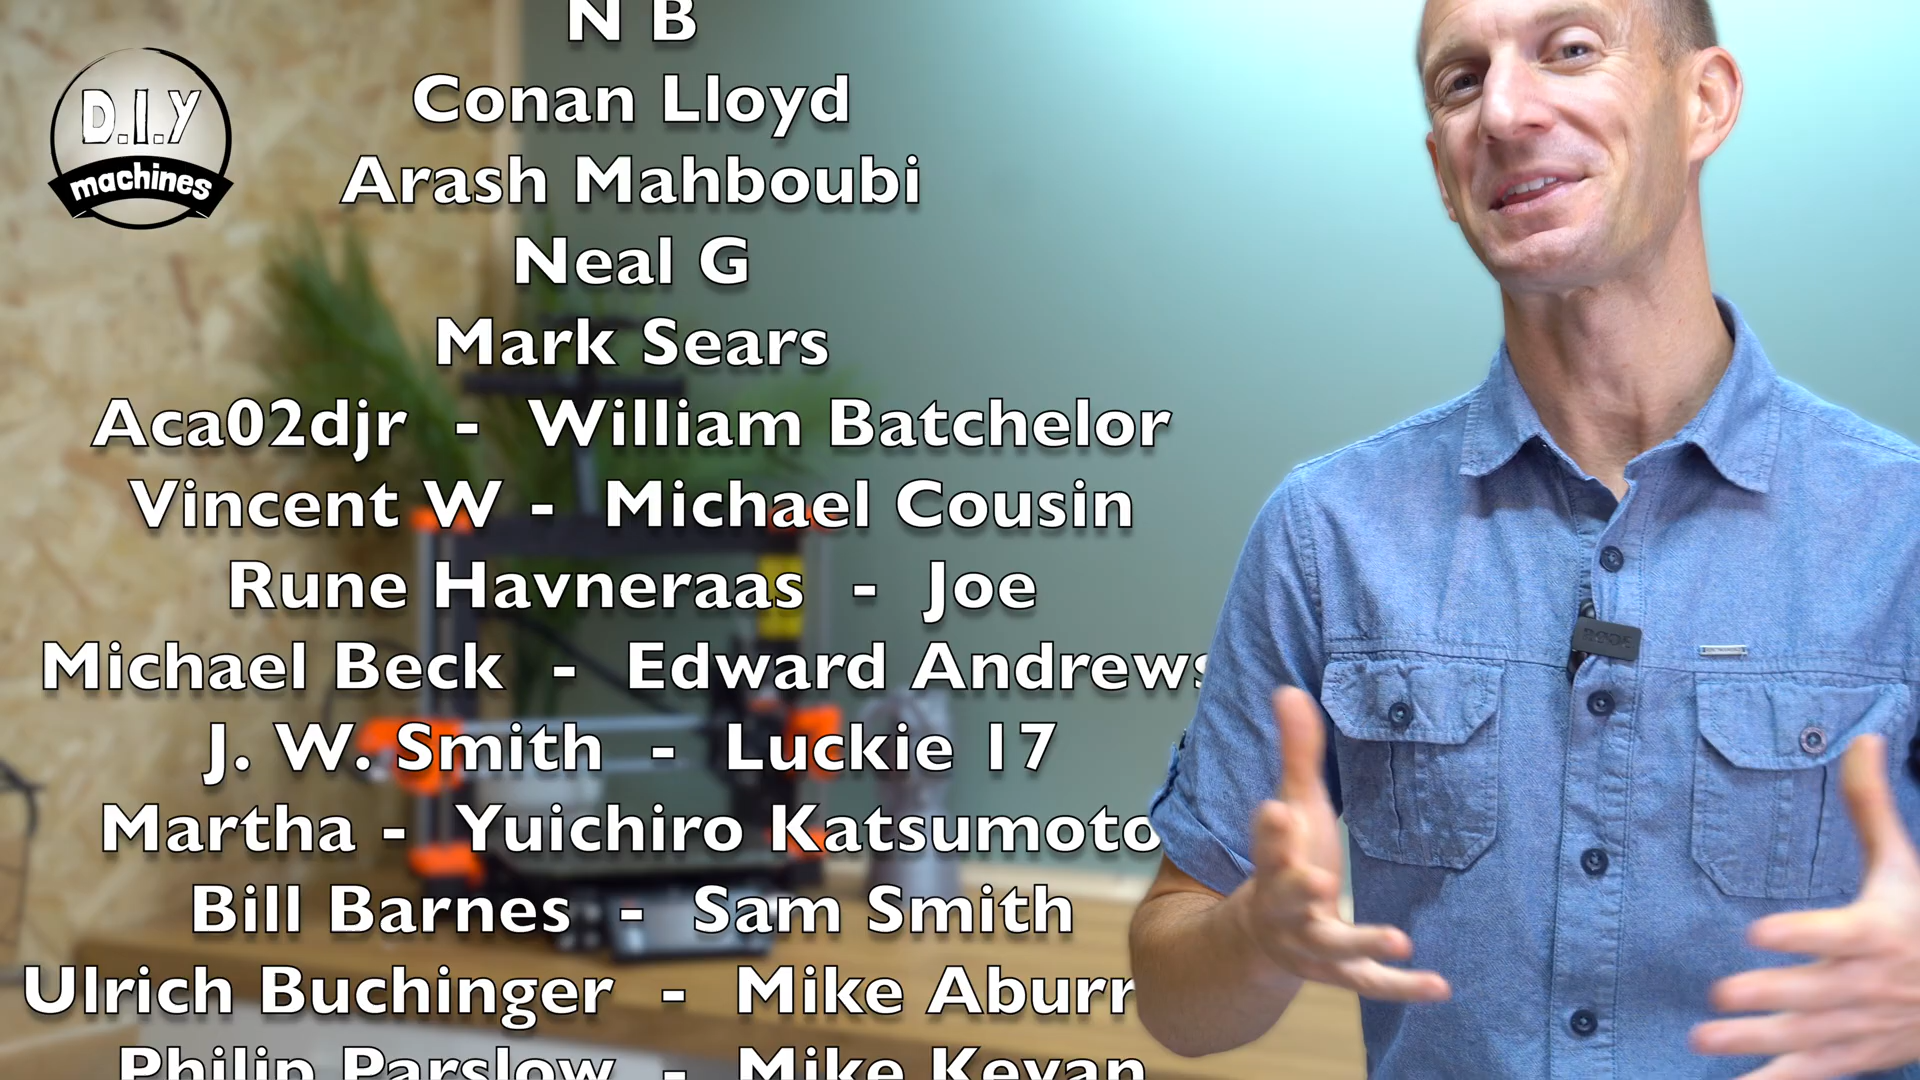 N B
D.I.Y
machines
Conan Lloyd
Arash Mahboubi
Neal G
Mark Sears
Aca02djr - William Batchelor
Vincent W - Michael Cousin
Rune Havneraas - Joe
Michael Beck - Edward Andrews
RODE
J. W. Smith - Luckie 17
Martha - Yuichiro Katsumoto
Bill Barnes - Sam Smith
Ulrich Buchinger - Mike Aburr
Philip Parslow - Mike Kevan